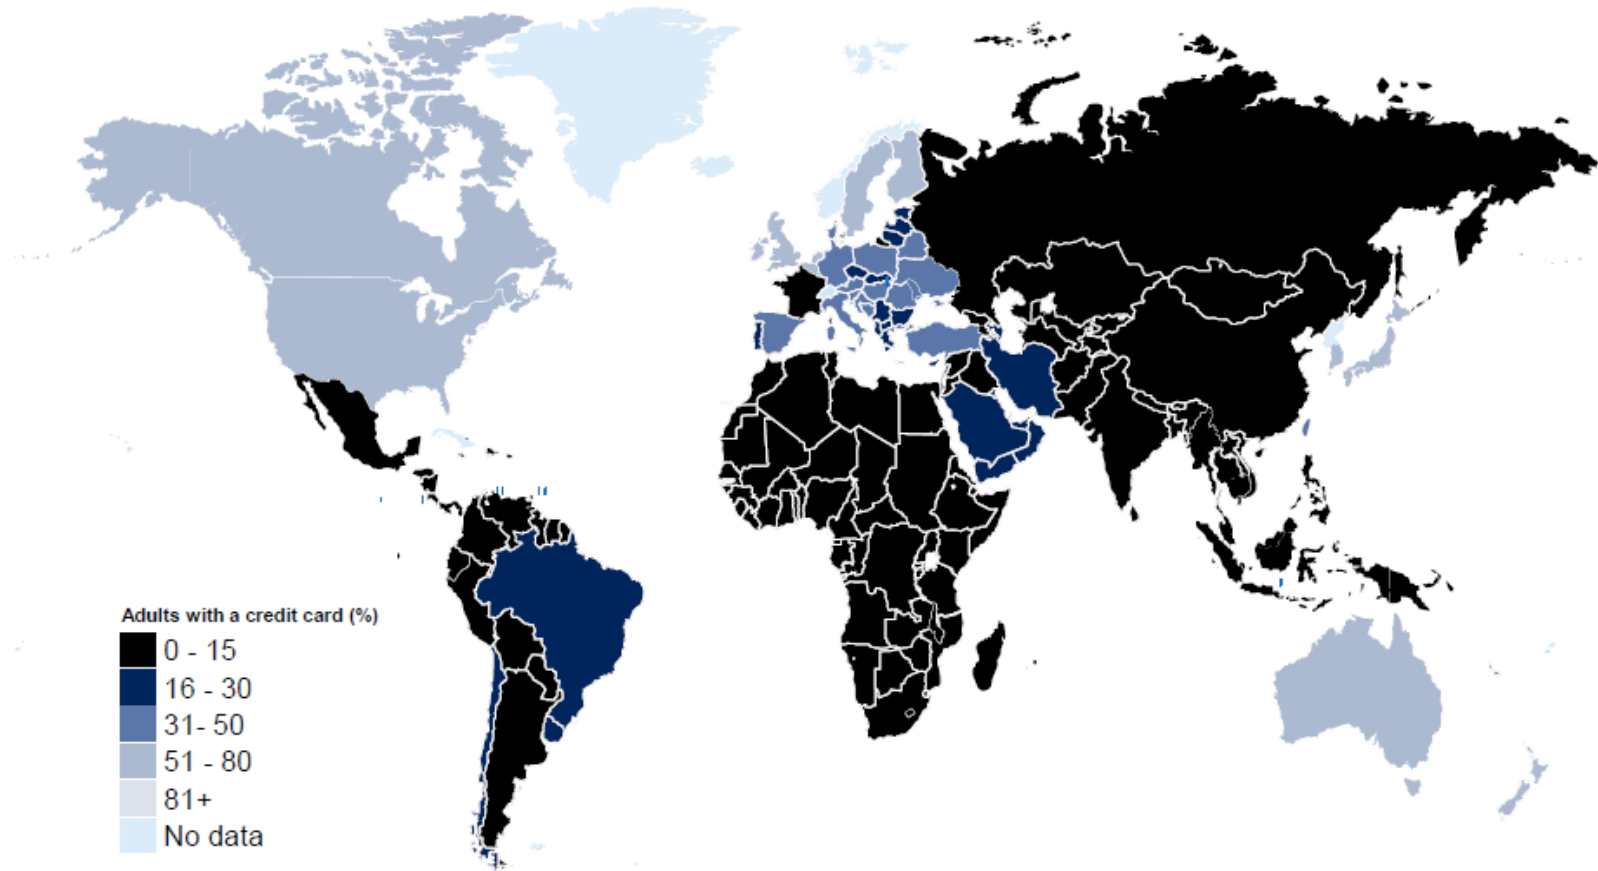 Adults with a credit card (%)
0 - 15
16 - 30
31- 50
51 - 80
81+
No data